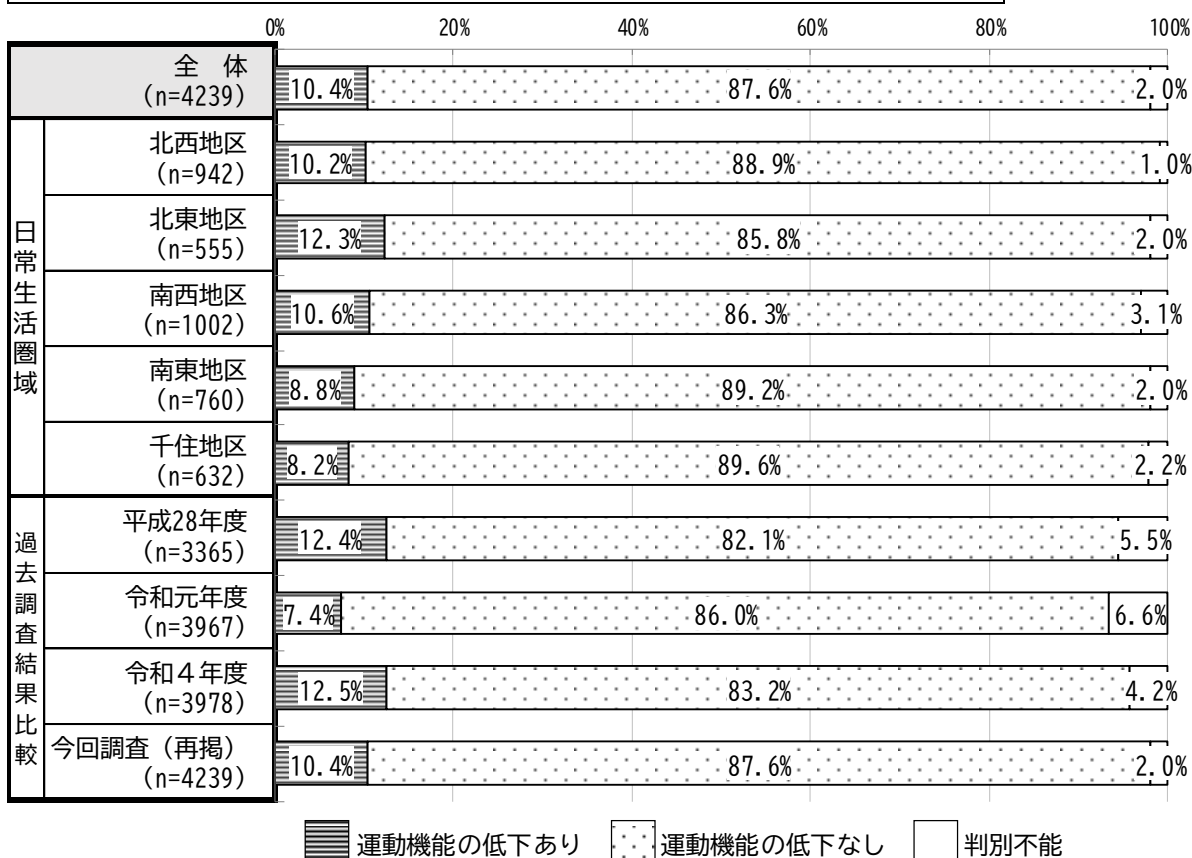 0% 20% 40% 60% 80% 100%
全　体
(n=4239)
10.4% 87.6% 2.0%
日常生活圏域
北西地区
(n=942)
10.2% 88.9% 1.0%
北東地区
(n=555)
12.3% 85.8% 2.0%
南西地区
(n=1002)
10.6% 86.3% 3.1%
南東地区
(n=760)
8.8% 89.2% 2.0%
千住地区
(n=632)
8.2% 89.6% 2.2%
過去調査結果比較
平成28年度
(n=3365)
12.4% 82.1% 5.5%
令和元年度
(n=3967)
7.4% 86.0% 6.6%
令和４年度
(n=3978)
12.5% 83.2% 4.2%
今回調査（再掲）
(n=4239)
10.4% 87.6% 2.0%
運動機能の低下あり 運動機能の低下なし 判別不能